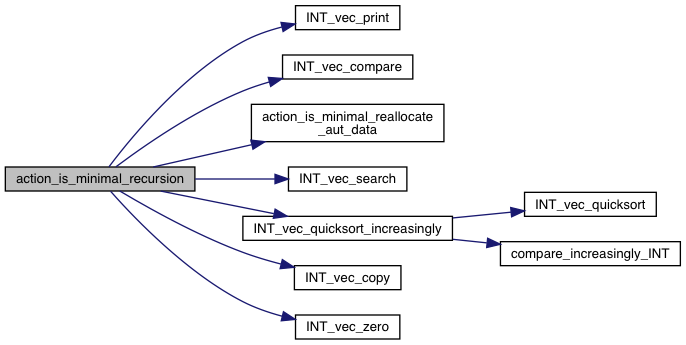 INT_vec_print
INT_vec_compare
action_is_minimal_reallocate
_aut_data
action_is_minimal_recursion
INT_vec_search
INT_vec_quicksort
INT_vec_quicksort_increasingly
compare_increasingly_INT
INT_vec_copy
INT_vec_zero